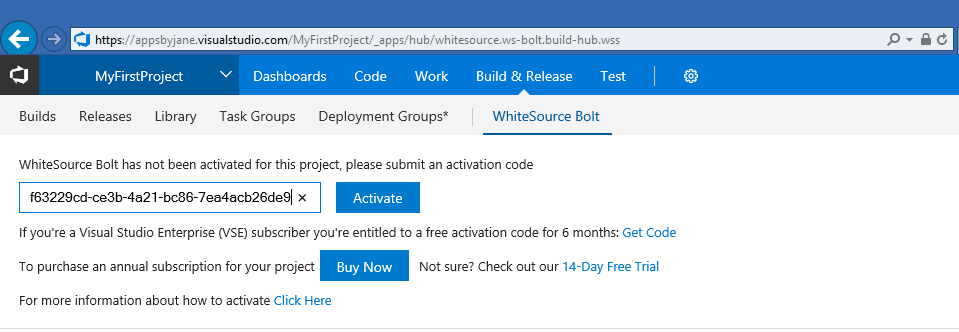 https://appsbyjane.visualstudio.com/MyFirstProject/_apps/hub/whitesource.ws-bolt.build-hub.wss
MyFirstProject Dashboards Code Work Build & Release Test
Builds Releases Library Task Groups Deployment Groups* WhiteSource Bolt
WhiteSource Bolt has not been activated for this project, please submit an activation code
f63229cd-ce3b-4a21-bc86-7ea4acb26de9 Activate
If you're a Visual Studio Enterprise (VSE) subscriber you're entitled to a free activation code for 6 months: Get Code
To purchase an annual subscription for your project Buy Now Not sure? Check out our 14-Day Free Trial
For more information about how to activate Click Here